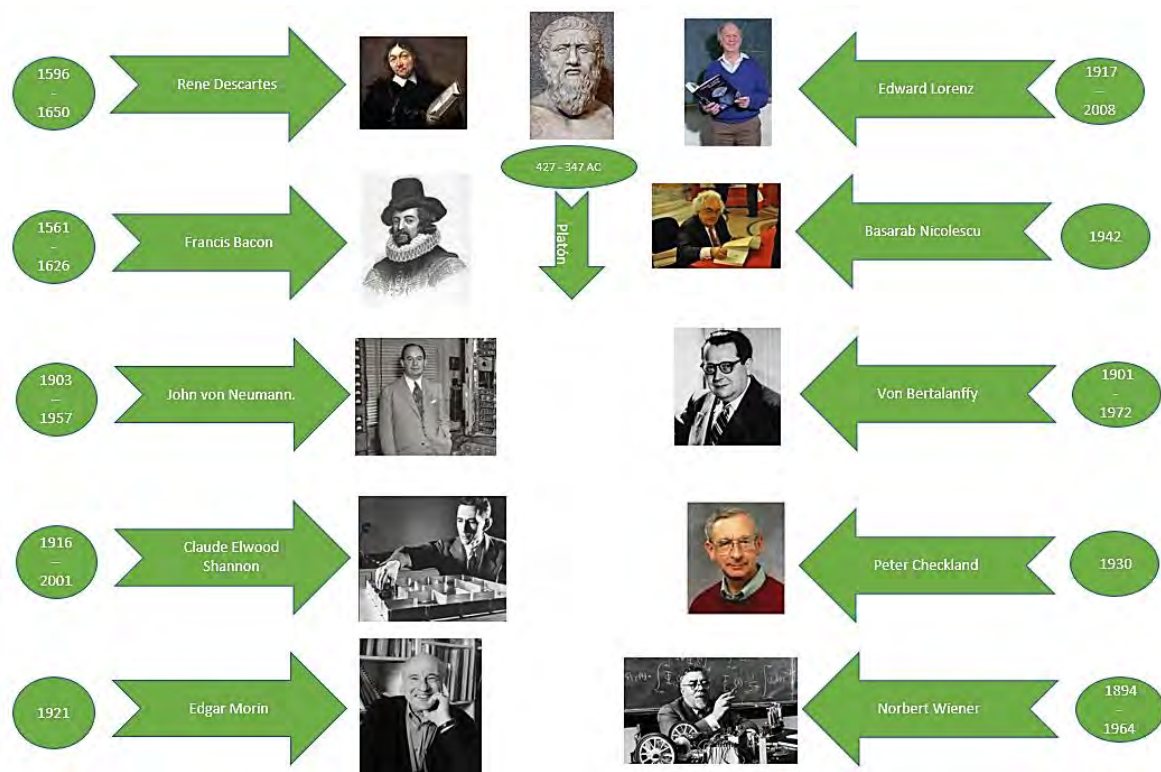 1596
–
1650
Rene Descartes
427 - 347 AC
Platón
Edward Lorenz
1917
–
2008
1561
–
1626
Francis Bacon
Basarab Nicolescu
1942
1903
–
1957
John von Neumann.
Von Bertalanffy
1901
-
1972
1916
–
2001
Claude Elwood
Shannon
Peter Checkland
1930
1921
Edgar Morin
Norbert Wiener
1894
–
1964